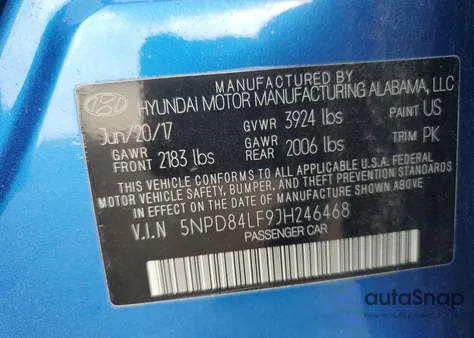 MANUFACTURED BY
HYUNDAI MOTOR MANUFACTURING ALABAMA, LLC
Jun/20/17 GVWR 3924 lbs PAINT US
GAWR FRONT 2183 lbs GAWR REAR 2006 lbs TRIM PK
THIS VEHICLE CONFORMS TO ALL APPLICABLE U.S.A. FEDERAL
MOTOR VEHICLE SAFETY, BUMPER, AND THEFT PREVENTION STANDARDS
IN EFFECT ON THE DATE OF MANUFACTURE SHOWN ABOVE.
V.I.N 5NPD84LF9JH246468
PASSENGER CAR
autoSnap